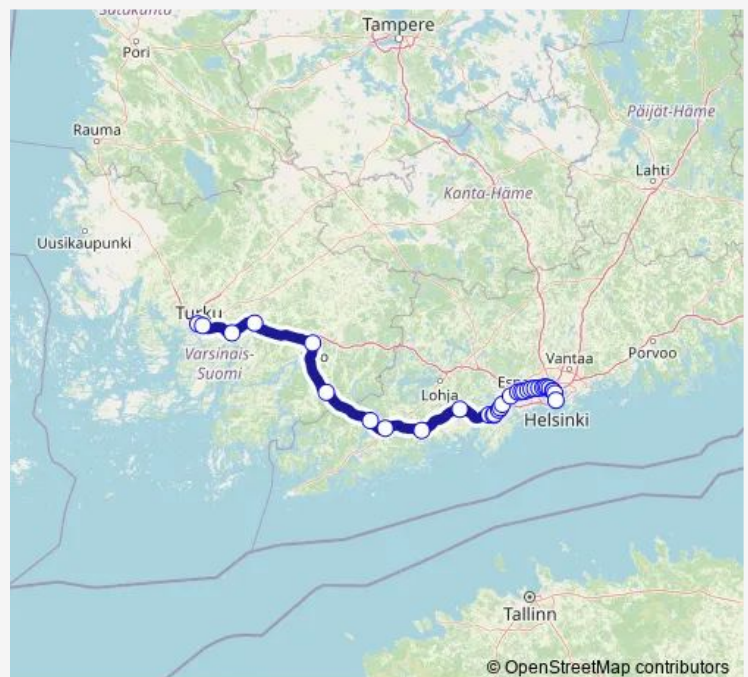 Satakunta
Tampere
Pori
Päijät-Häme
Rauma
Lahti
Kanta-Häme
Uusikaupunki
Turku
Varsinais-
Suomi
Vantaa
Porvoo
Lohja
Helsinki
Tallinn
© OpenStreetMap contributors